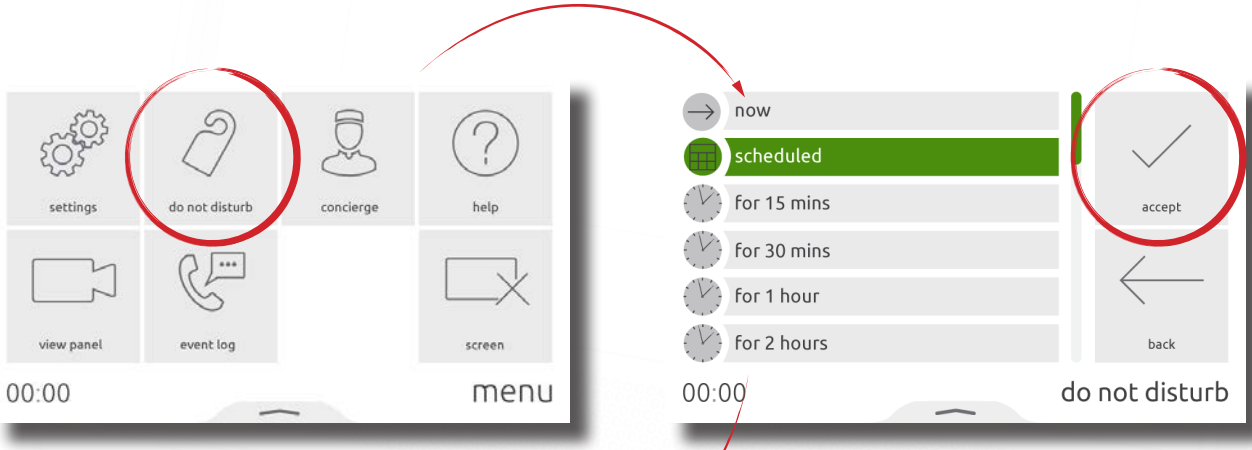 settings
do not disturb
concierge
help
view panel
event log
screen
00:00
menu
now
scheduled
for 15 mins
for 30 mins
for 1 hour
for 2 hours
accept
back
00:00
do not disturb